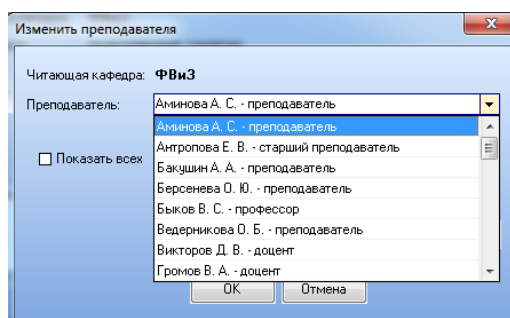 Изменить преподавателя
Читающая кафедра: ФВиЗ
Преподаватель: Аминова А. С. - преподаватель
Аминова А. С. - преподаватель
Антропова Е. В. - старший преподаватель
Показать всех
Бакушин А. А. - преподаватель
Берсенева О. Ю. - преподаватель
Быков В. С. - профессор
Ведерникова О. Б. - преподаватель
Викторов Д. В. - доцент
Громов В. А. - доцент
OK Отмена